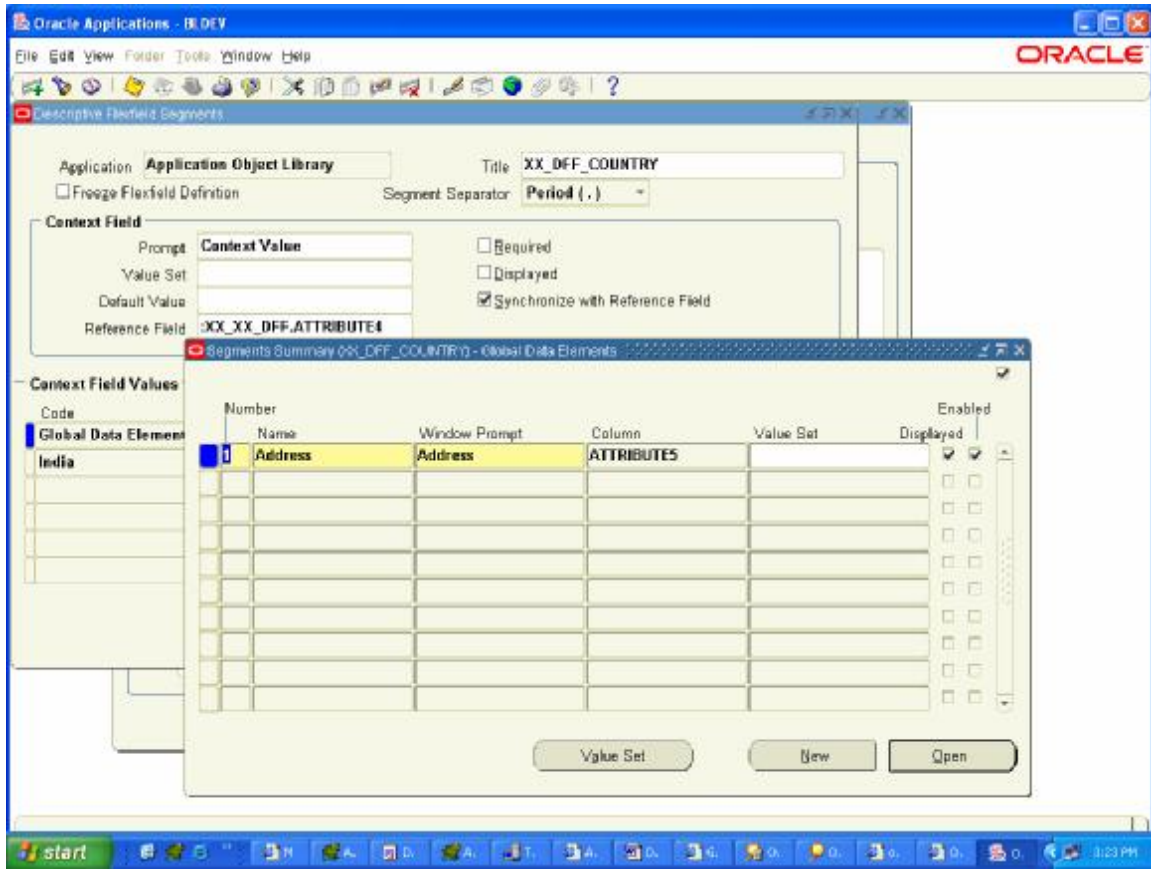 Oracle Applications - BLDEV
File Edit View Folder Tools Window Help
ORACLE
Descriptive Flexfield Segments
Application Application Object Library
Title XX_DFF_COUNTRY
Freeze Flexfield Definition
Segment Separator Period (.)
Context Field
Prompt Context Value
Required
Value Set
Displayed
Default Value
Synchronize with Reference Field
Reference Field :XX_XX_DFF.ATTRIBUTE4
Segments Summary (XX_DFF_COUNTRY) - Global Data Elements
Context Field Values
Code
Global Data Element
India
Number
Enabled
Name Window Prompt Column Value Set Displayed
1 Address Address ATTRIBUTE5
Value Set New Open
start
3:23 PM